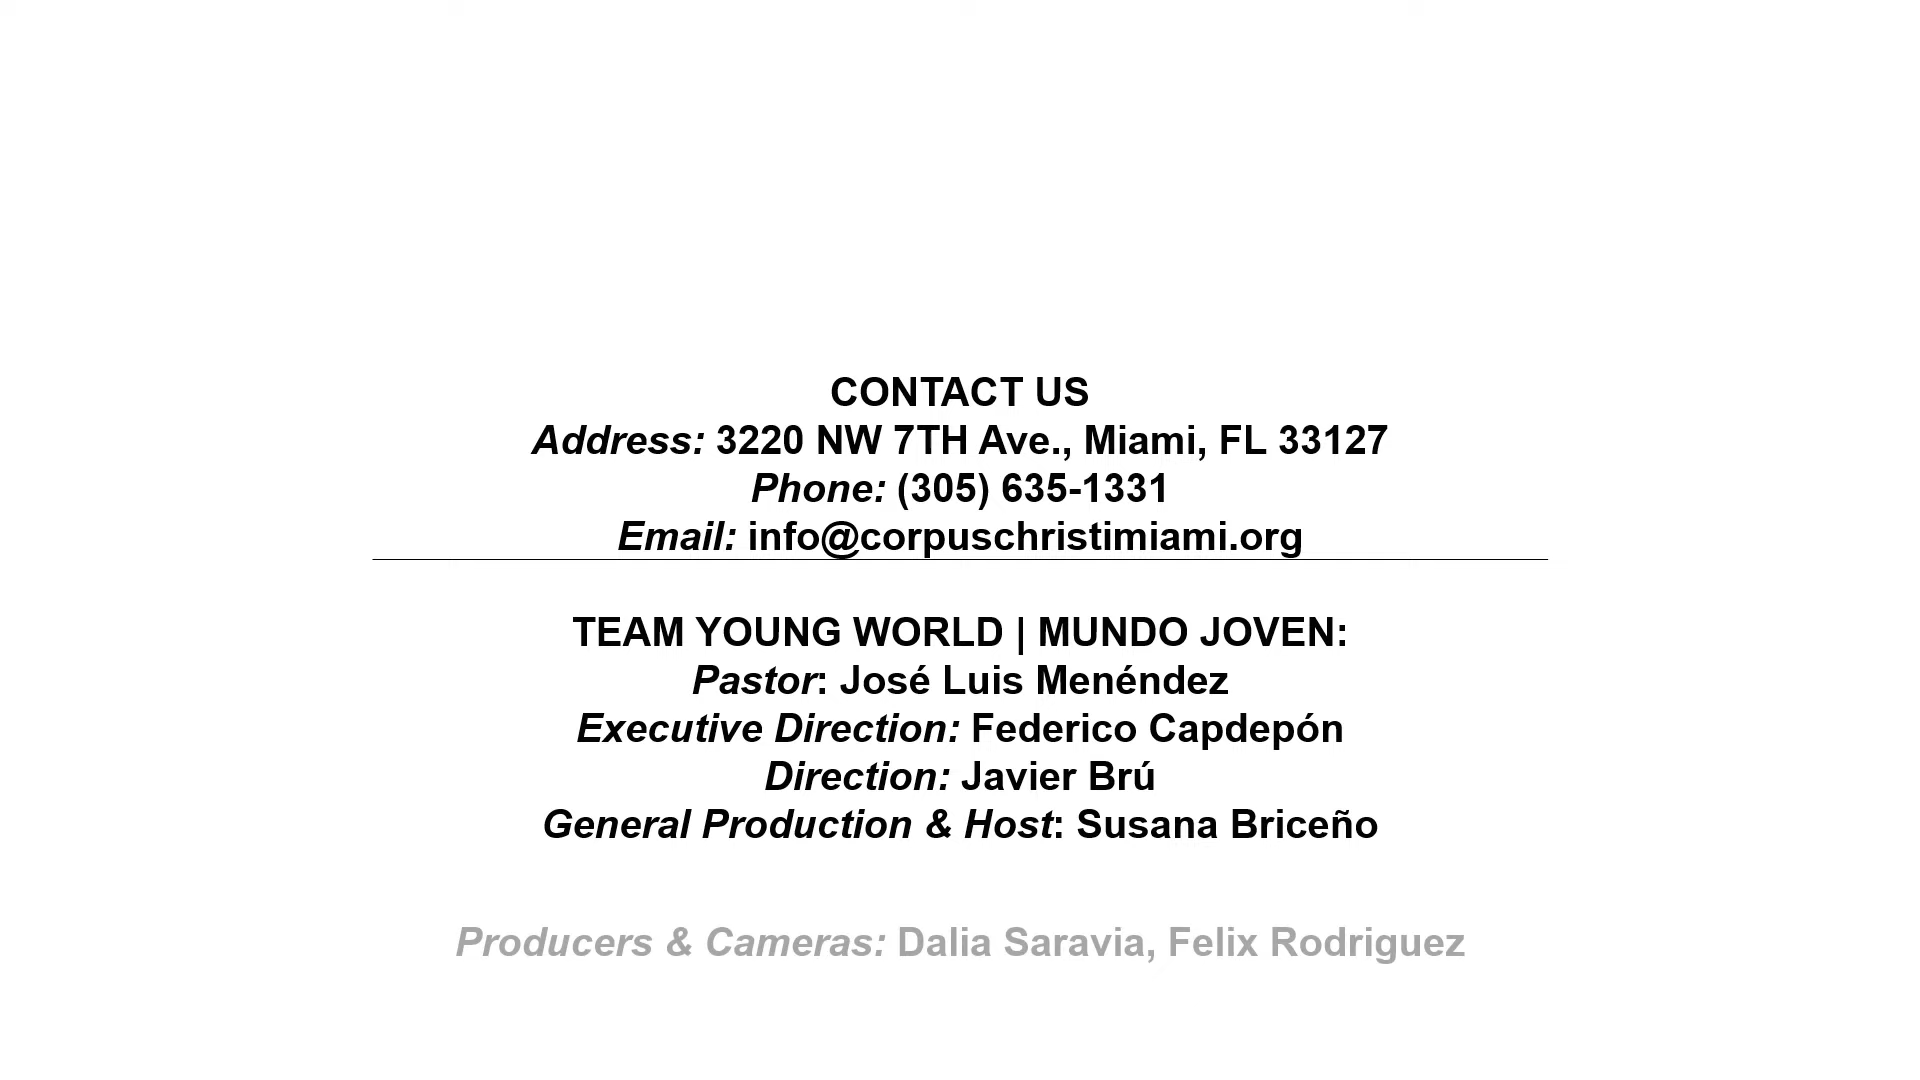 CONTACT US
Address: 3220 NW 7TH Ave., Miami, FL 33127
Phone: (305) 635-1331
Email: info@corpuschristimiami.org
TEAM YOUNG WORLD | MUNDO JOVEN:
Pastor: José Luis Menéndez
Executive Direction: Federico Capdepón
Direction: Javier Brú
General Production & Host: Susana Briceño
Producers & Cameras: Dalia Saravia, Felix Rodriguez